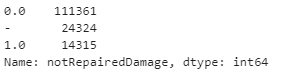 0.0    111361
-       24324
1.0     14315
Name: notRepairedDamage, dtype: int64